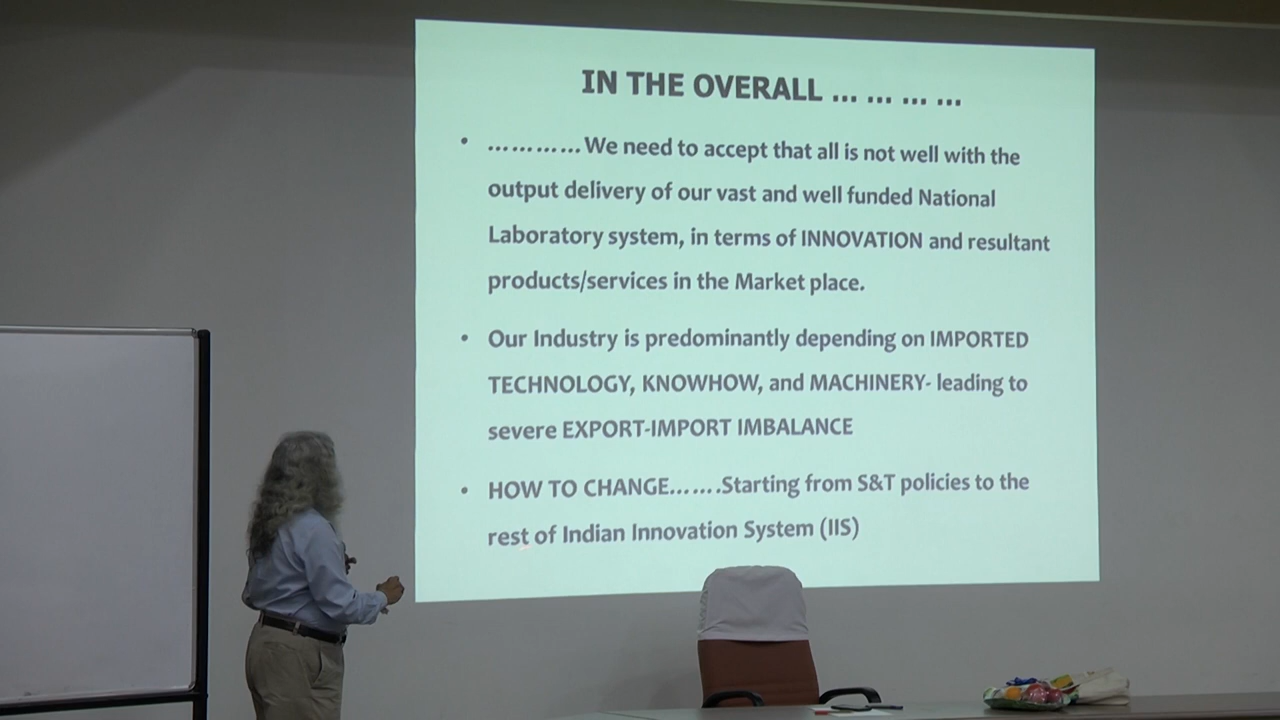 IN THE OVERALL ... ... ... ...
• ............ We need to accept that all is not well with the
output delivery of our vast and well funded National
Laboratory system, in terms of INNOVATION and resultant
products/services in the Market place.
• Our Industry is predominantly depending on IMPORTED
TECHNOLOGY, KNOWHOW, and MACHINERY- leading to
severe EXPORT-IMPORT IMBALANCE
• HOW TO CHANGE.......Starting from S&T policies to the
rest of Indian Innovation System (IIS)